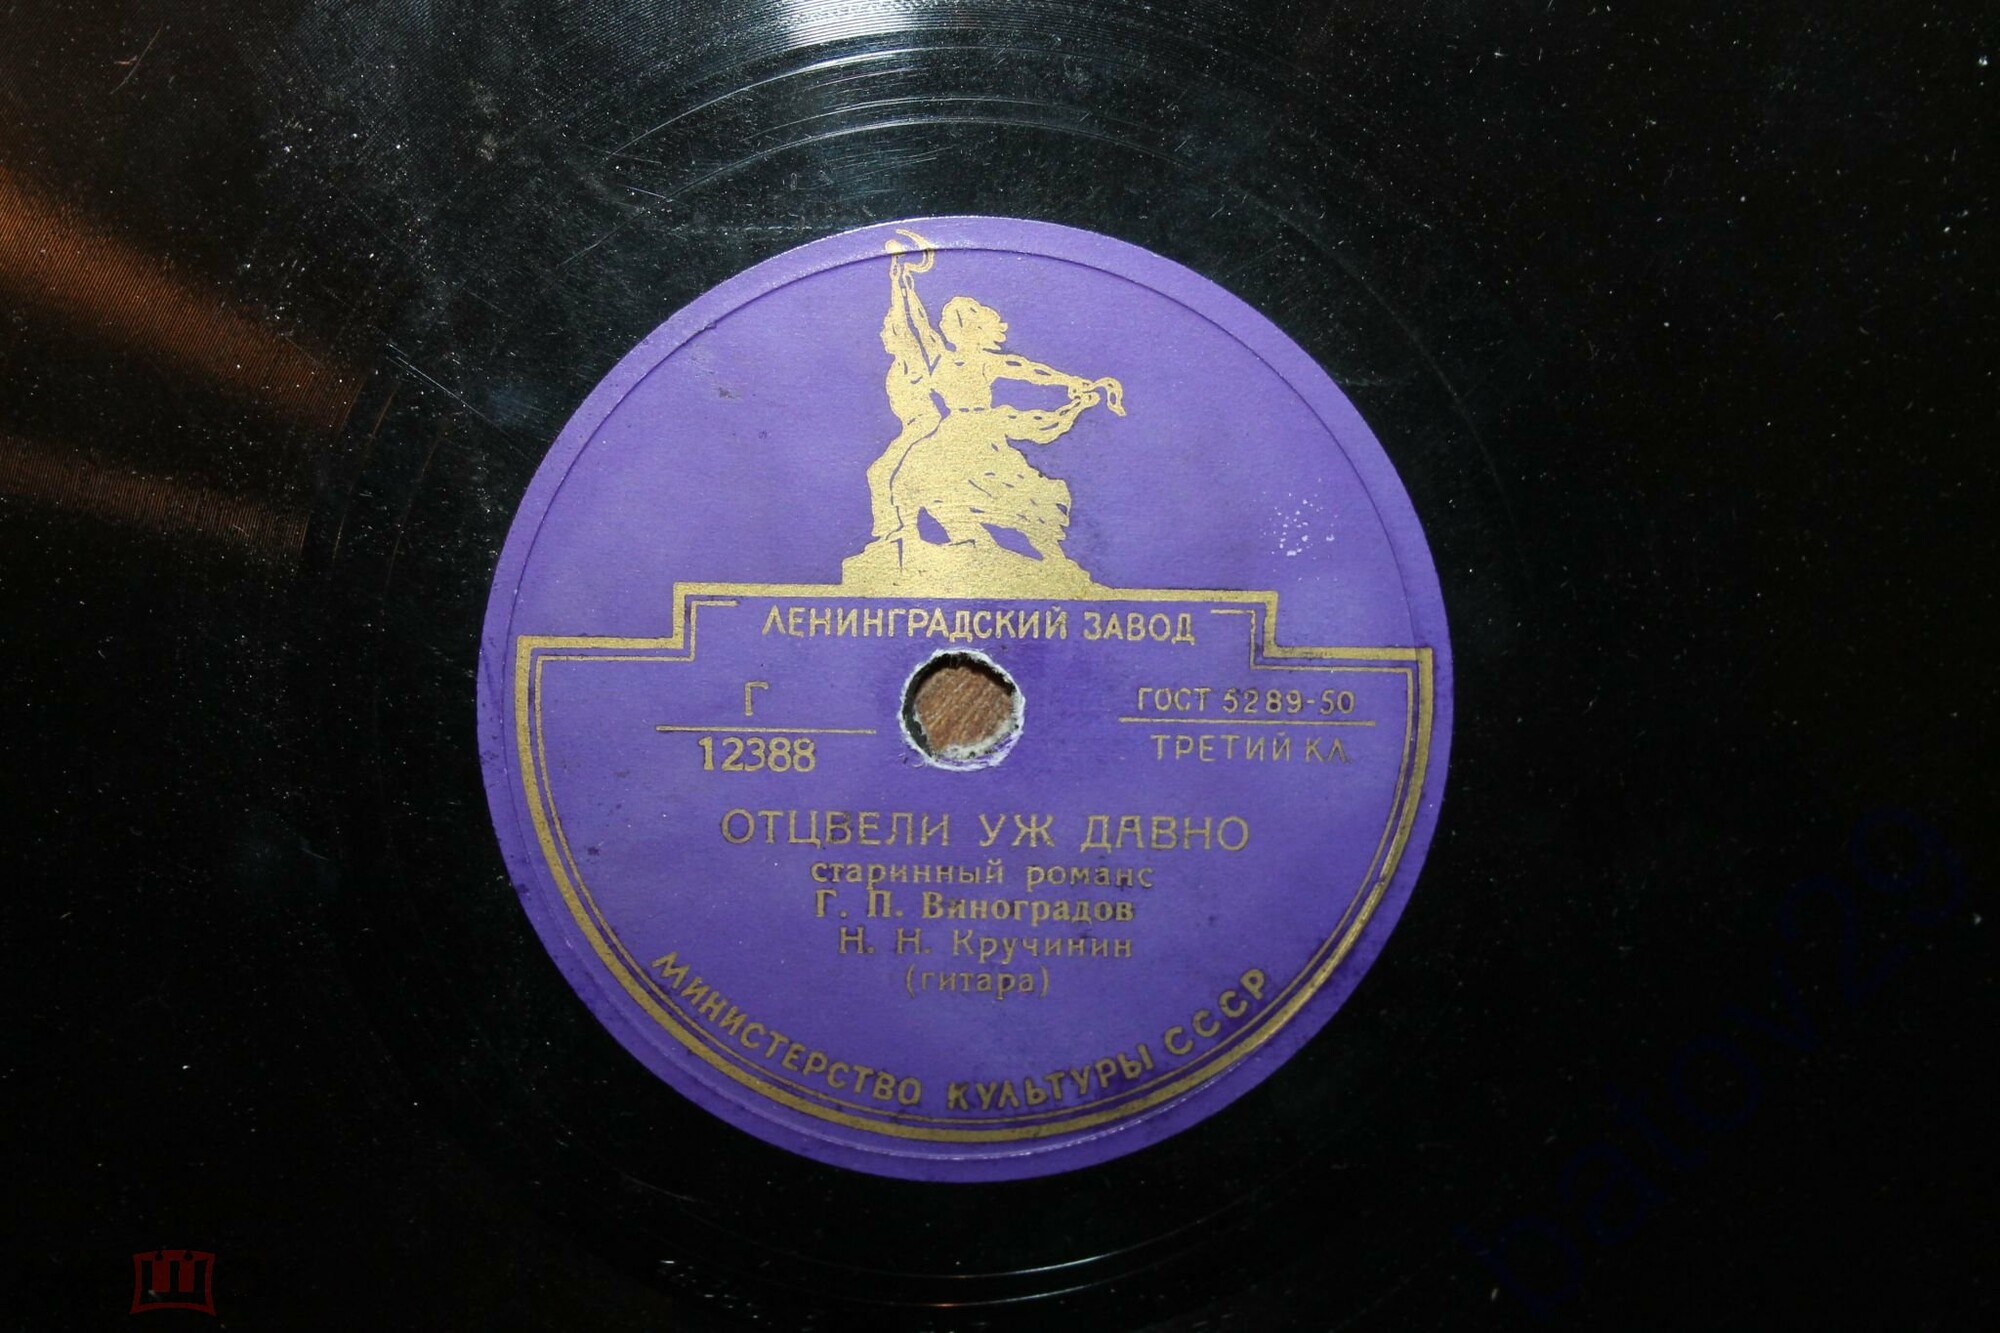 ЛЕНИНГРАДСКИЙ ЗАВОД
Г
12388
ГОСТ 5289-50
ТРЕТИЙ КЛ.
ОТЦВЕЛИ УЖ ДАВНО
старинный романс
Г. П. Виноградов
Н. Н. Кручинин
(гитара)
МИНИСТЕРСТВО КУЛЬТУРЫ СССР
batov29